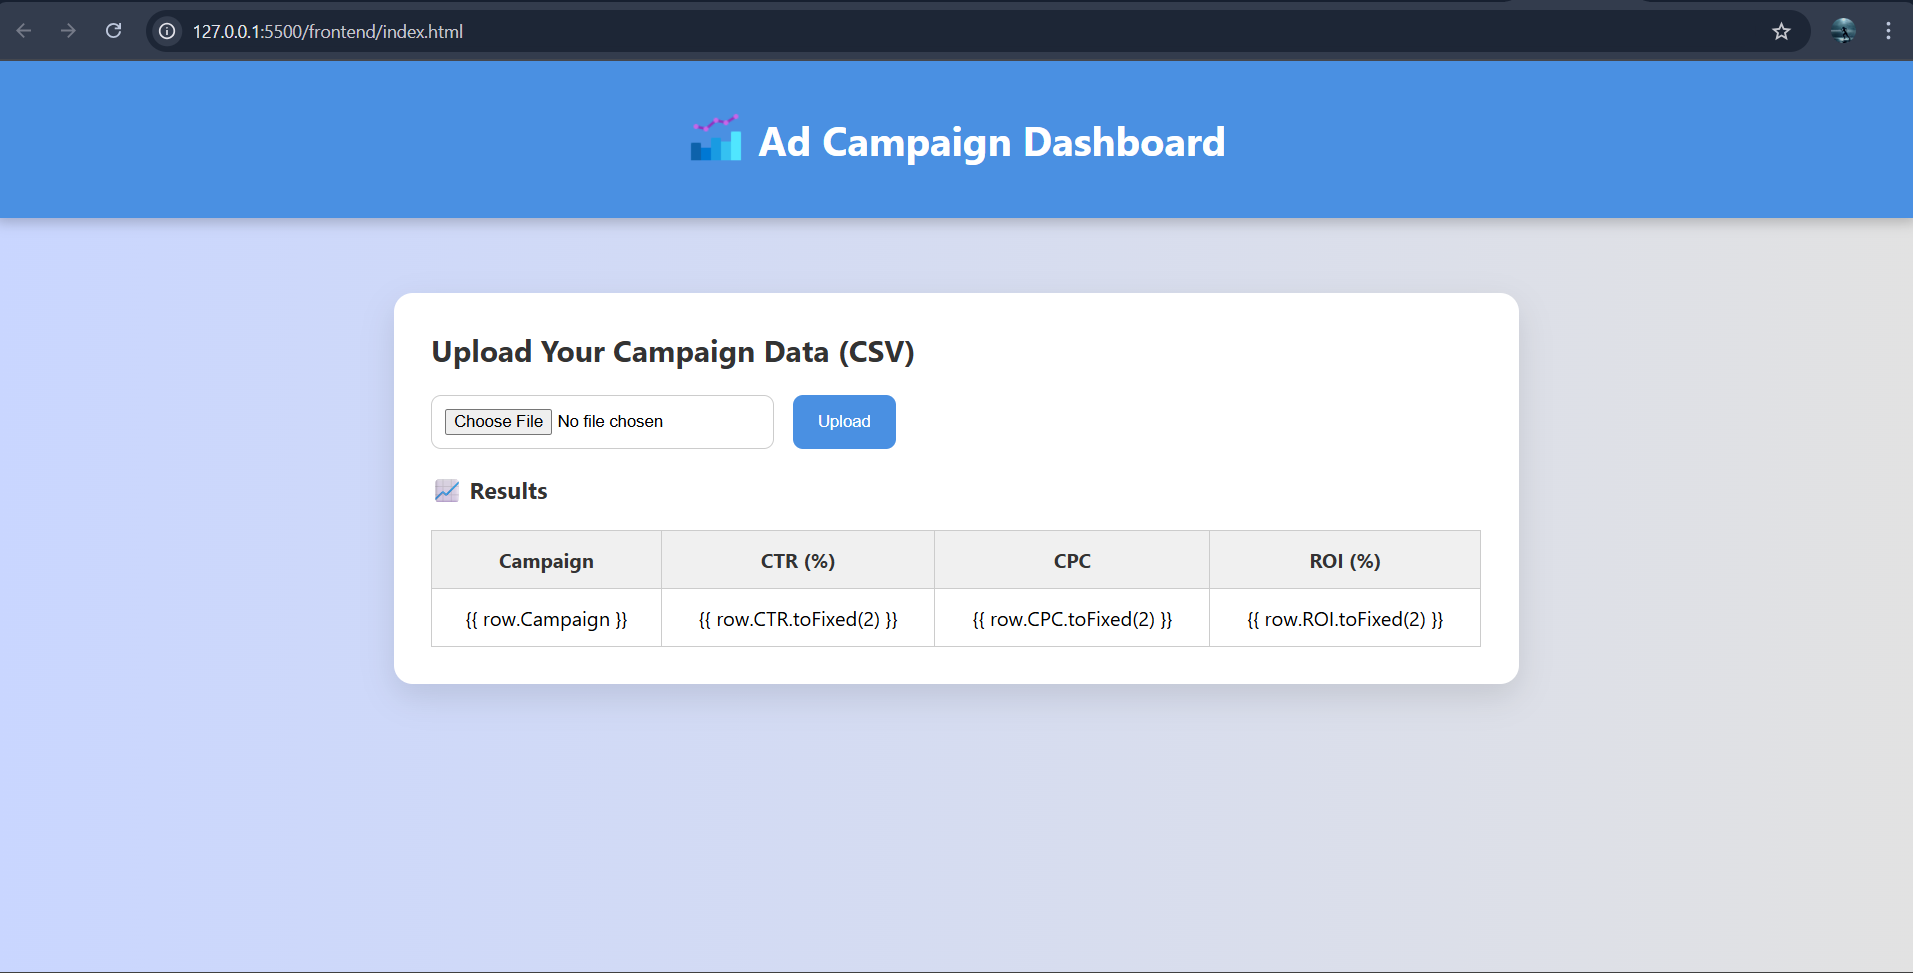 127.0.0.1:5500/frontend/index.html
Ad Campaign Dashboard
Upload Your Campaign Data (CSV)
Choose File No file chosen Upload
Results
Campaign CTR (%) CPC ROI (%)
{{ row.Campaign }} {{ row.CTR.toFixed(2) }} {{ row.CPC.toFixed(2) }} {{ row.ROI.toFixed(2) }}